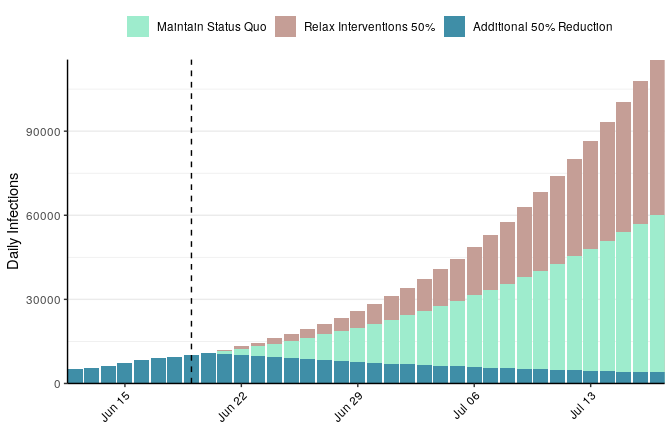 Maintain Status Quo Relax Interventions 50% Additional 50% Reduction
Daily Infections
90000
60000
30000
0
Jun 15 Jun 22 Jun 29 Jul 06 Jul 13